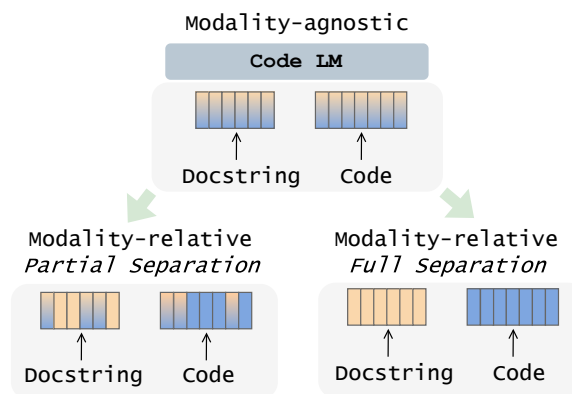 Modality-agnostic
Code LM
Docstring Code
Modality-relative
Partial Separation
Docstring Code
Modality-relative
Full Separation
Docstring Code